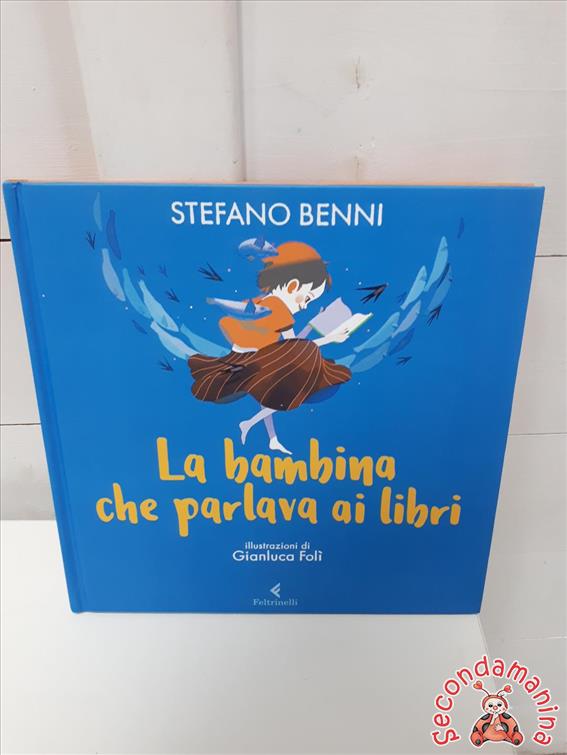 STEFANO BENNI
La bambina
che parlava ai libri
illustrazioni di
Gianluca Folì
Feltrinelli
Secondamanina